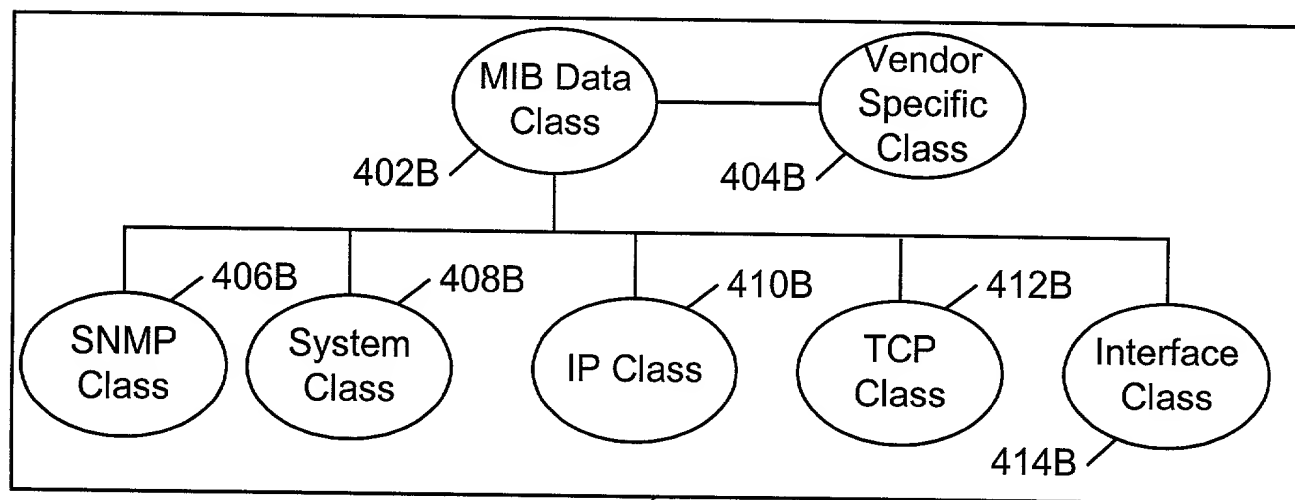 MIB Data
Class
Vendor
Specific
Class
402B
404B
406B
408B
410B
412B
SNMP
Class
System
Class
IP Class
TCP
Class
Interface
Class
414B